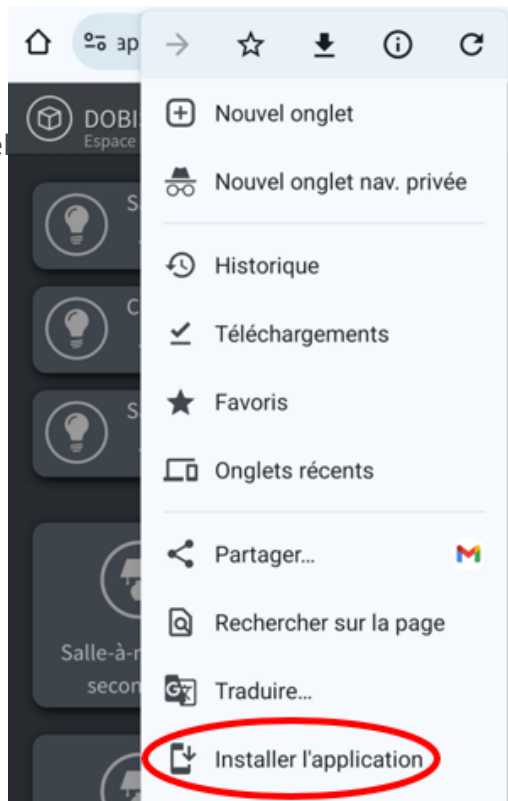 ap
DOBI
Espace
Nouvel onglet
Nouvel onglet nav. privée
Historique
Téléchargements
Favoris
Onglets récents
Partager...
Rechercher sur la page
Salle-à-
secon
Traduire...
Installer l'application